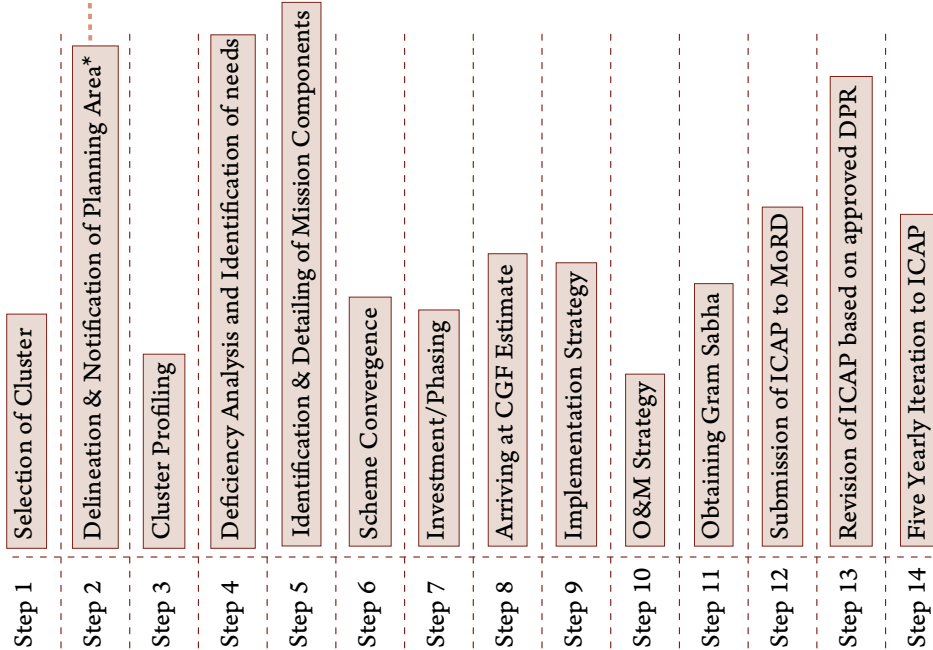 Step 1
Selection of Cluster
Step 2
Delineation & Notification of Planning Area*
Step 3
Cluster Profiling
Step 4
Deficiency Analysis and Identification of needs
Step 5
Identification & Detailing of Mission Components
Step 6
Scheme Convergence
Step 7
Investment/Phasing
Step 8
Arriving at CGF Estimate
Step 9
Implementation Strategy
Step 10
O&M Strategy
Step 11
Obtaining Gram Sabha
Step 12
Submission of ICAP to MoRD
Step 13
Revision of ICAP based on approved DPR
Step 14
Five Yearly Iteration to ICAP